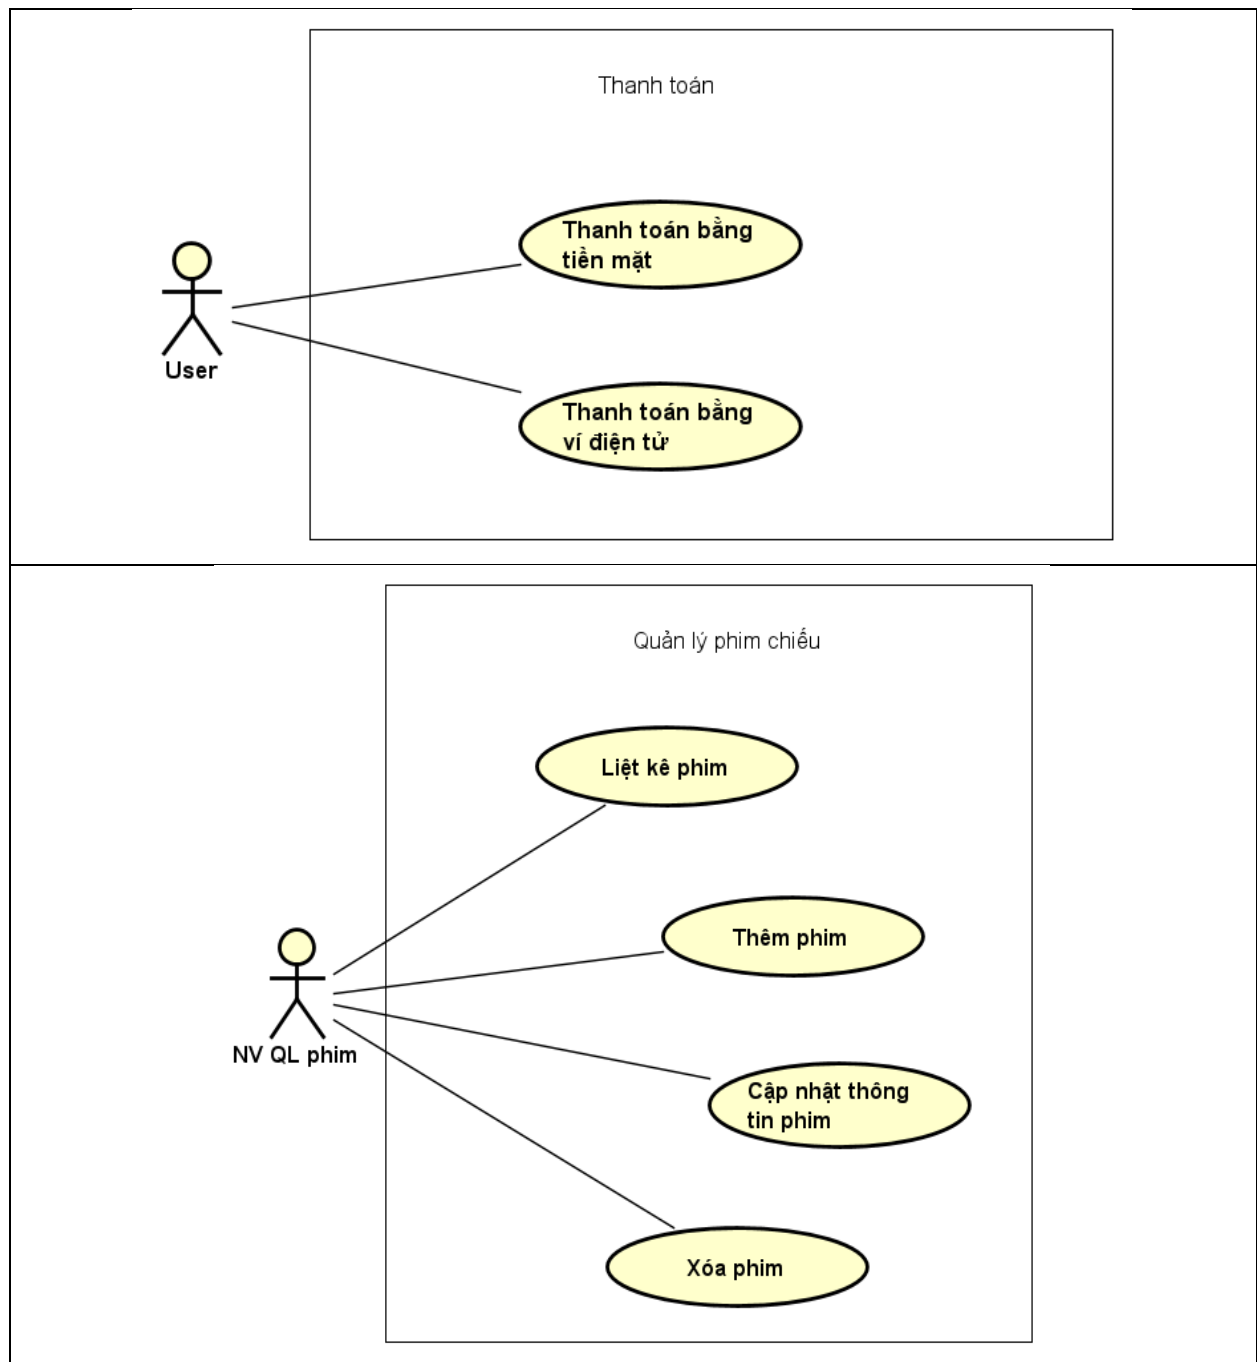 Thanh toán
Thanh toán bằng
tiền mặt
User
Thanh toán bằng
ví điện tử
Quản lý phim chiếu
Liệt kê phim
Thêm phim
NV QL phim
Cập nhật thông
tin phim
Xóa phim